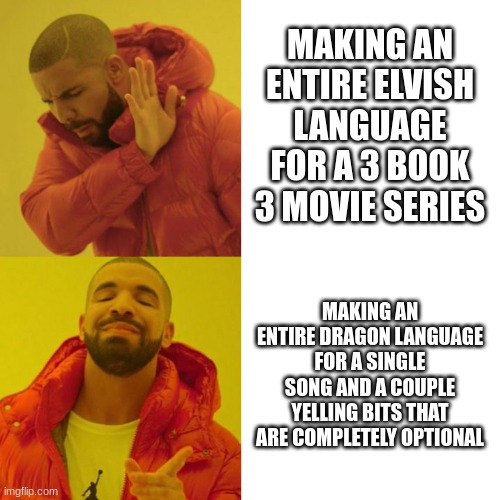 MAKING AN
ENTIRE ELVISH
LANGUAGE
FOR A 3 BOOK
3 MOVIE SERIES
MAKING AN
ENTIRE DRAGON LANGUAGE
FOR A SINGLE
SONG AND A COUPLE
YELLING BITS THAT
ARE COMPLETELY OPTIONAL
imgflip.com